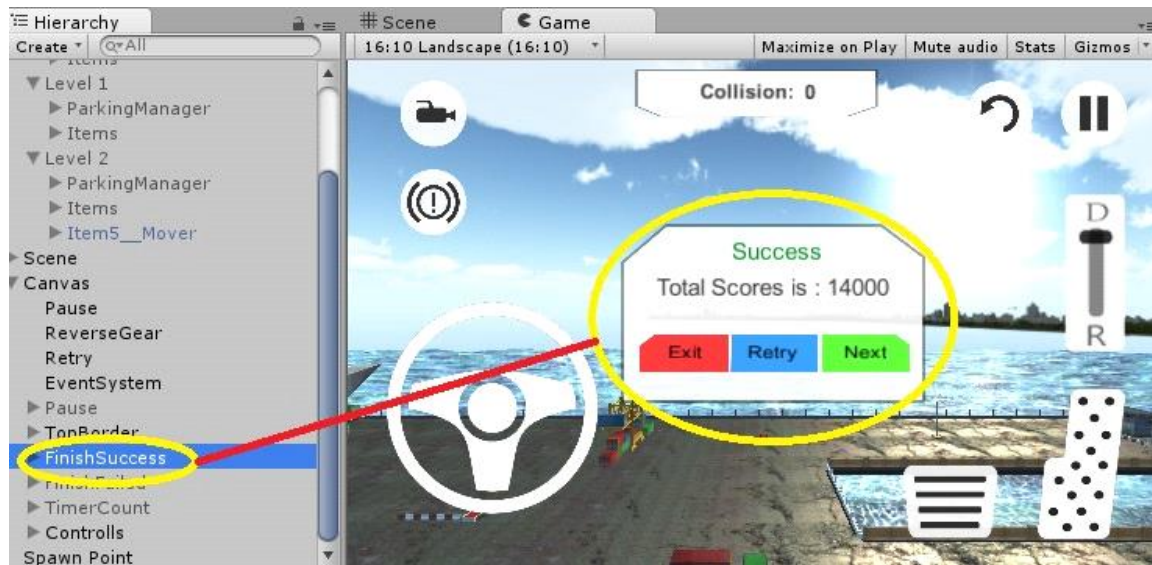 Hierarchy
Create
All
Items
Level 1
ParkingManager
Items
Level 2
ParkingManager
Items
Item5__Mover
Scene
Canvas
Pause
ReverseGear
Retry
EventSystem
Pause
TopBorder
FinishSuccess
FinishFailed
TimerCount
Controlls
Spawn Point
Scene
Game
16:10 Landscape (16:10)
Maximize on Play
Mute audio
Stats
Gizmos
Collision: 0
Success
Total Scores is : 14000
Exit
Retry
Next
D
R